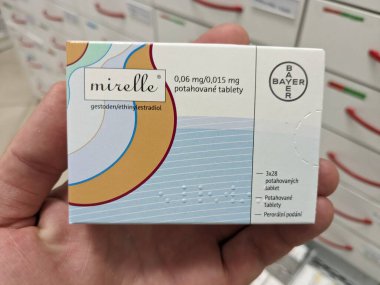 mirelle®
gestoden/ethinylestradiol
0,06 mg/0,015 mg
potahované tablety
BAYER
BAYER
3x28
potahovaných
tablet
Potahované
tablety
Perorální podání